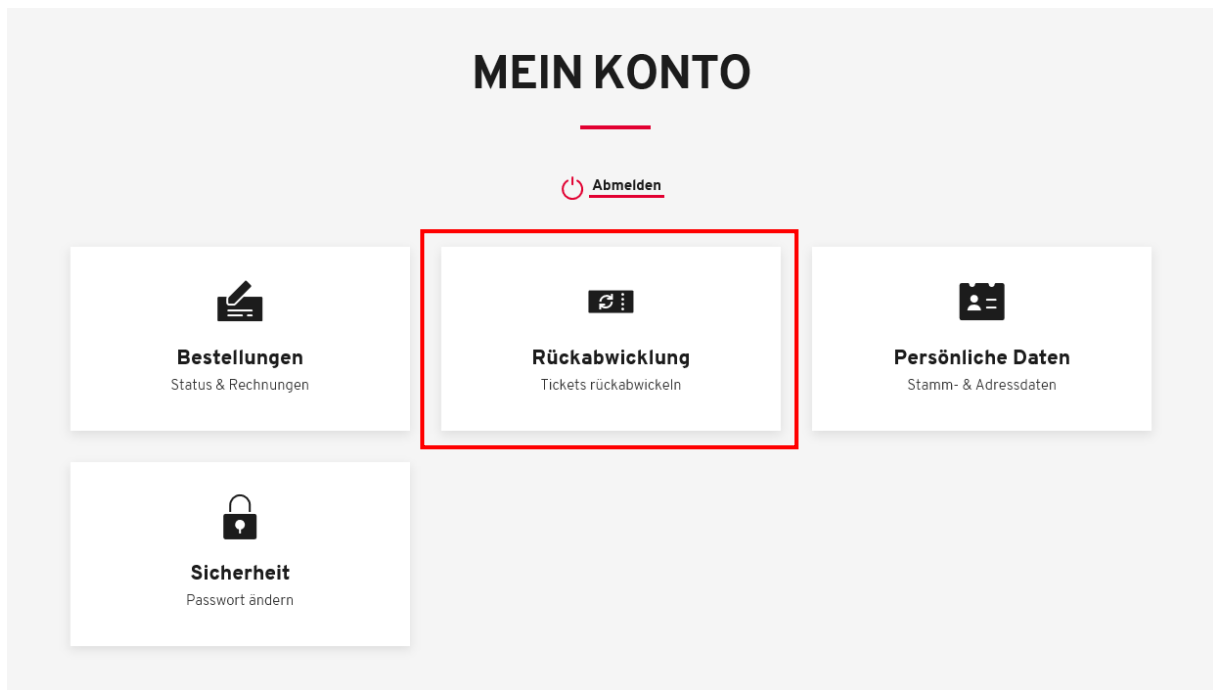 MEIN KONTO
Abmelden
Bestellungen
Status & Rechnungen
Rückabwicklung
Tickets rückabwickeln
Persönliche Daten
Stamm- & Adressdaten
Sicherheit
Passwort ändern